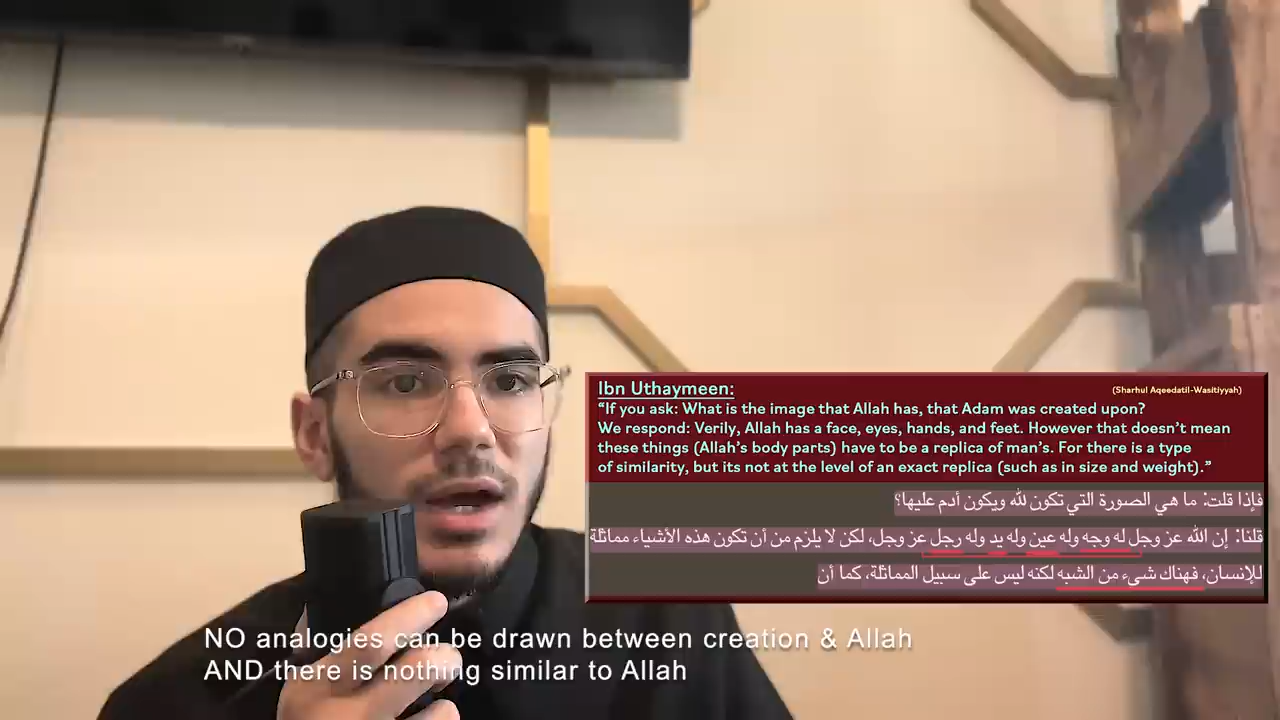 Ibn Uthaymeen:
(Sharhul Aqeedatil-Wasitiyyah)
“If you ask: What is the image that Allah has, that Adam was created upon?
We respond: Verily, Allah has a face, eyes, hands, and feet. However that doesn’t mean
these things (Allah’s body parts) have to be a replica of man’s. For there is a type
of similarity, but its not at the level of an exact replica (such as in size and weight).”
فإذا قلت: ما هي الصورة التي تكون لله ويكون آدم عليها؟
قلنا: إن الله عز وجل له وجه وله عين وله يد وله رجل عز وجل، لكن لا يلزم من أن تكون هذه الأشياء مماثلة
للإنسان، فهناك شيء من الشبه لكنه ليس على سبيل المماثلة، كما أن
NO analogies can be drawn between creation & Allah
AND there is nothing similar to Allah